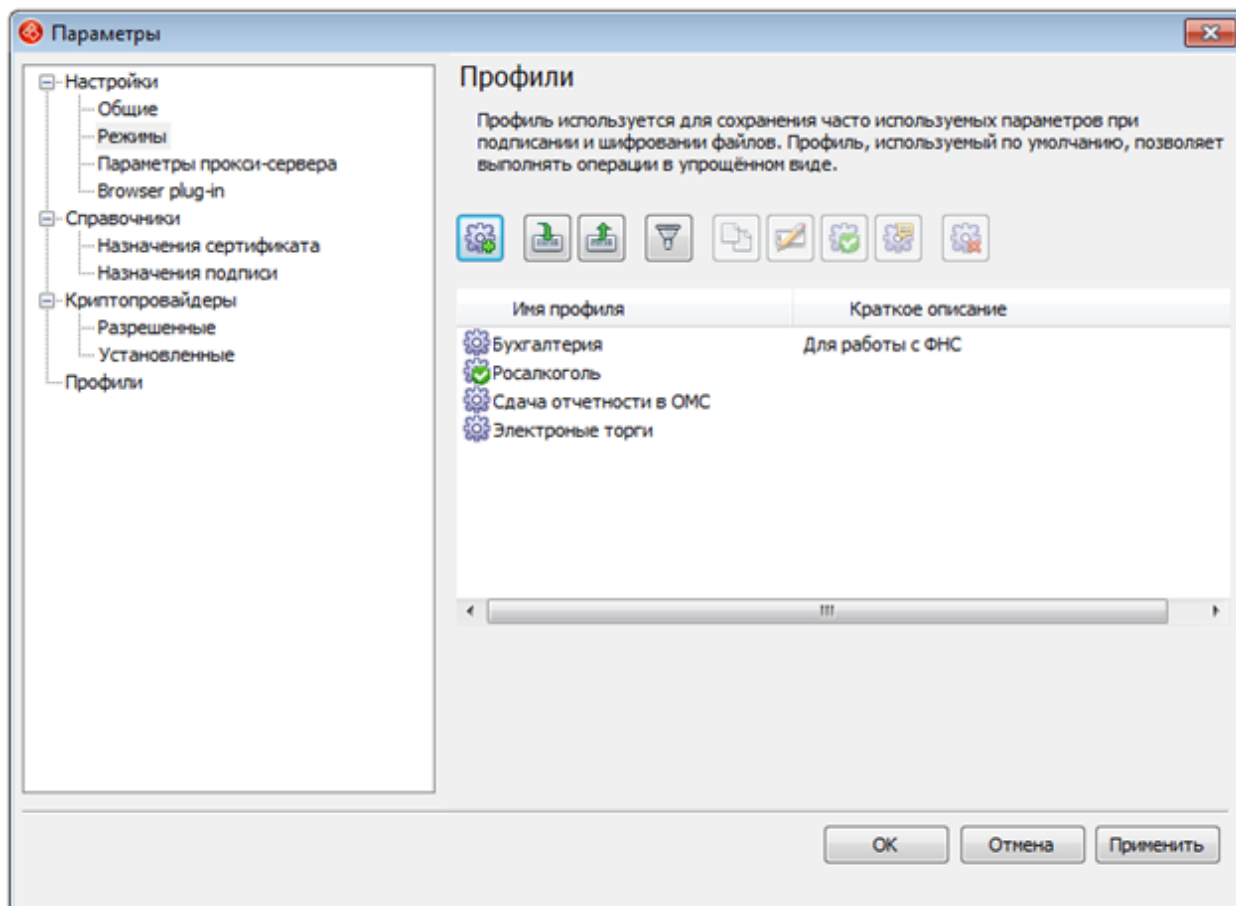 Параметры
Настройки
Общие
Режимы
Параметры прокси-сервера
Browser plug-in
Справочники
Назначения сертификата
Назначения подписи
Криптопровайдеры
Разрешенные
Установленные
Профили
Профили
Профиль используется для сохранения часто используемых параметров при
подписании и шифровании файлов. Профиль, используемый по умолчанию, позволяет
выполнять операции в упрощённом виде.
Имя профиля Краткое описание
Бухгалтерия Для работы с ФНС
Росалкоголь
Сдача отчетности в ОМС
Электроные торги
ОК Отмена Применить